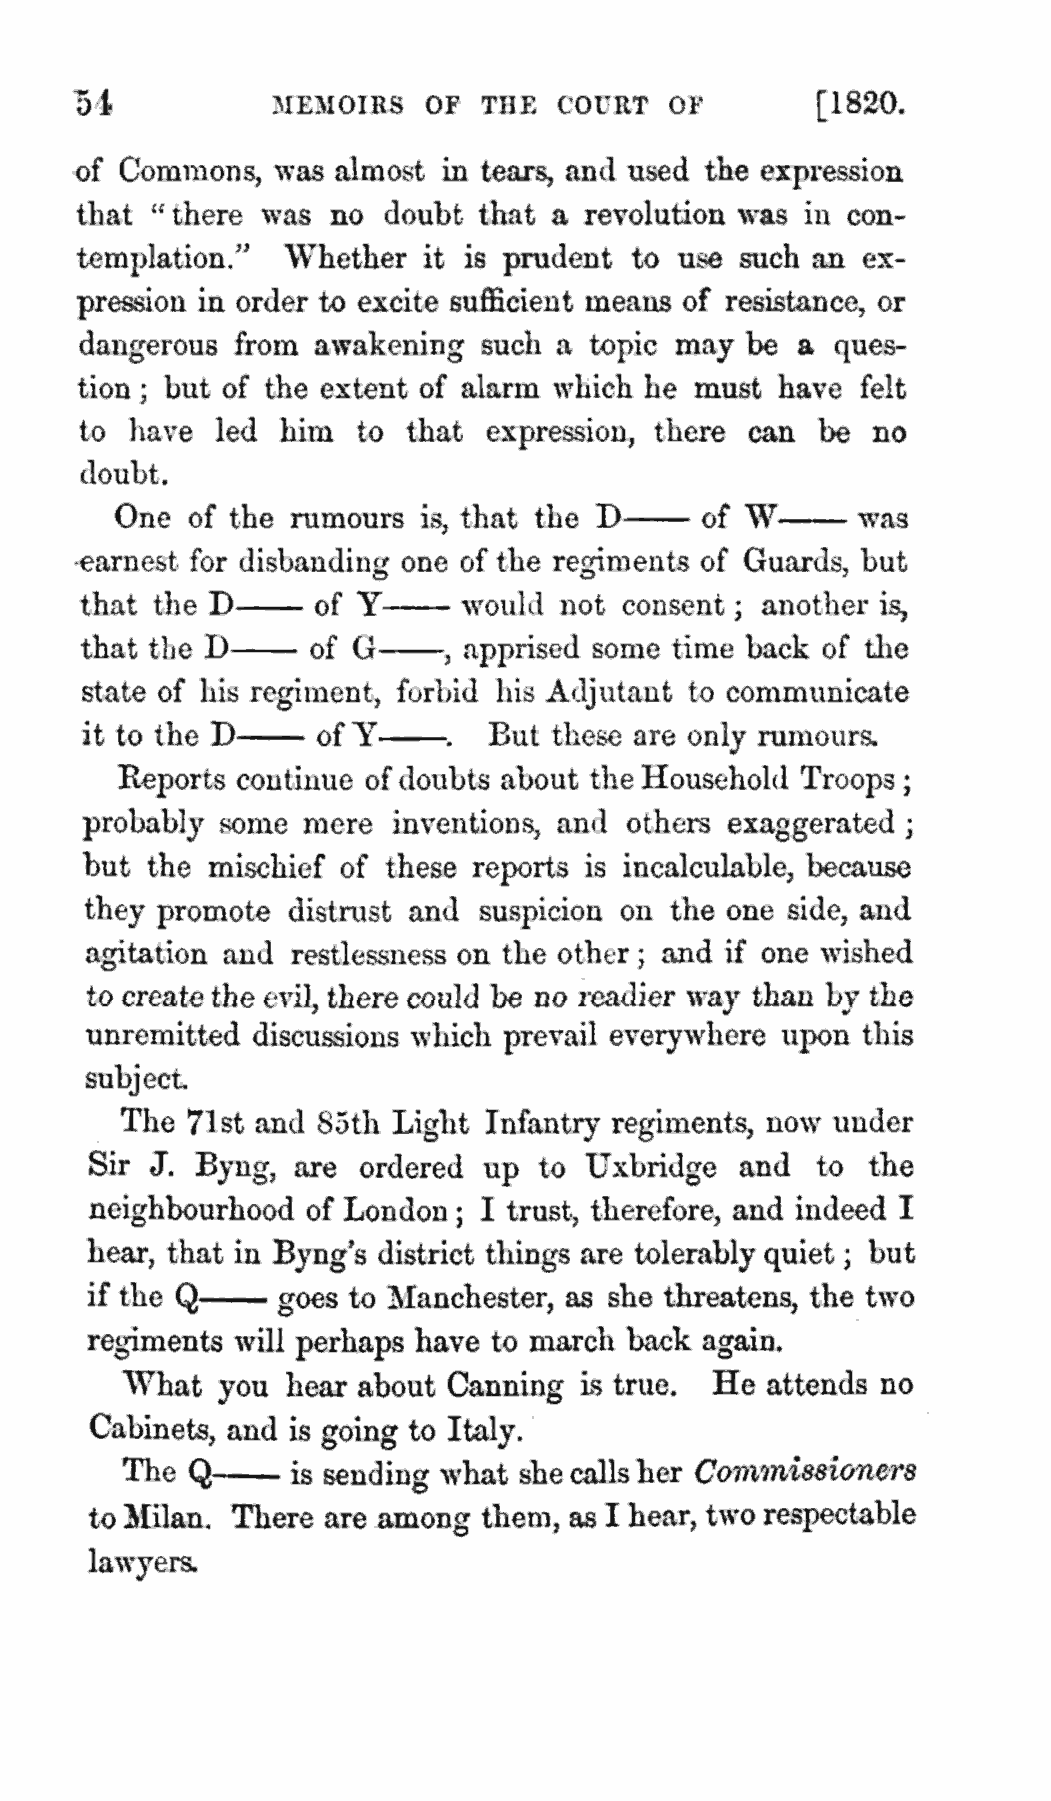 54 MEMOIRS OF THE COURT OF [1820.
of Commons, was almost in tears, and used the expression
that "there was no doubt that a revolution was in con-
templation." Whether it is prudent to use such an ex-
pression in order to excite sufficient means of resistance, or
dangerous from awakening such a topic may be a ques-
tion; but of the extent of alarm which he must have felt
to have led him to that expression, there can be no
doubt.
One of the rumours is, that the D—— of W—— was
earnest for disbanding one of the regiments of Guards, but
that the D—— of Y—— would not consent; another is,
that the D—— of G——, apprised some time back of the
state of his regiment, forbid his Adjutant to communicate
it to the D—— of Y——. But these are only rumours.
Reports continue of doubts about the Household Troops;
probably some mere inventions, and others exaggerated;
but the mischief of these reports is incalculable, because
they promote distrust and suspicion on the one side, and
agitation and restlessness on the other; and if one wished
to create the evil, there could be no readier way than by the
unremitted discussions which prevail everywhere upon this
subject.
The 71st and 85th Light Infantry regiments, now under
Sir J. Byng, are ordered up to Uxbridge and to the
neighbourhood of London; I trust, therefore, and indeed I
hear, that in Byng's district things are tolerably quiet; but
if the Q—— goes to Manchester, as she threatens, the two
regiments will perhaps have to march back again.
What you hear about Canning is true. He attends no
Cabinets, and is going to Italy.
The Q—— is sending what she calls her Commissioners
to Milan. There are among them, as I hear, two respectable
lawyers.